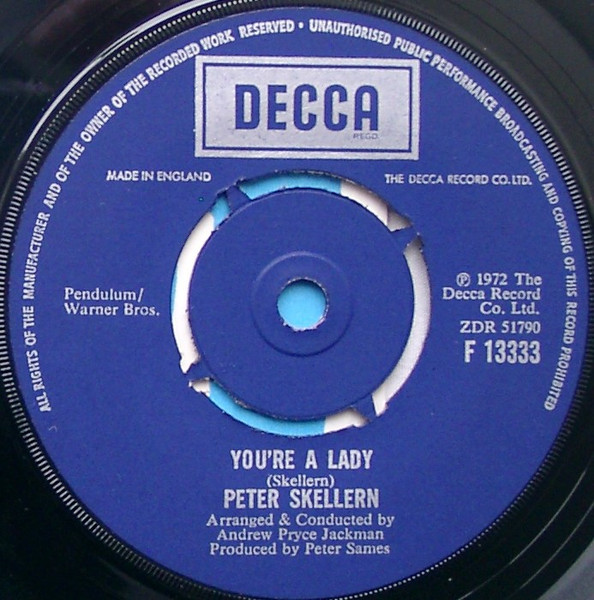 ALL RIGHTS OF THE MANUFACTURER AND OF THE OWNER OF THE RECORDED WORK RESERVED • UNAUTHORISED PUBLIC PERFORMANCE BROADCASTING AND COPYING OF THIS RECORD PROHIBITED
DECCA
REGD.
MADE IN ENGLAND
THE DECCA RECORD CO. LTD.
Pendulum/
Warner Bros.
℗ 1972 The
Decca Record
Co. Ltd.
ZDR 51790
F 13333
YOU'RE A LADY
(Skellern)
PETER SKELLERN
Arranged & Conducted by
Andrew Pryce Jackman
Produced by Peter Sames